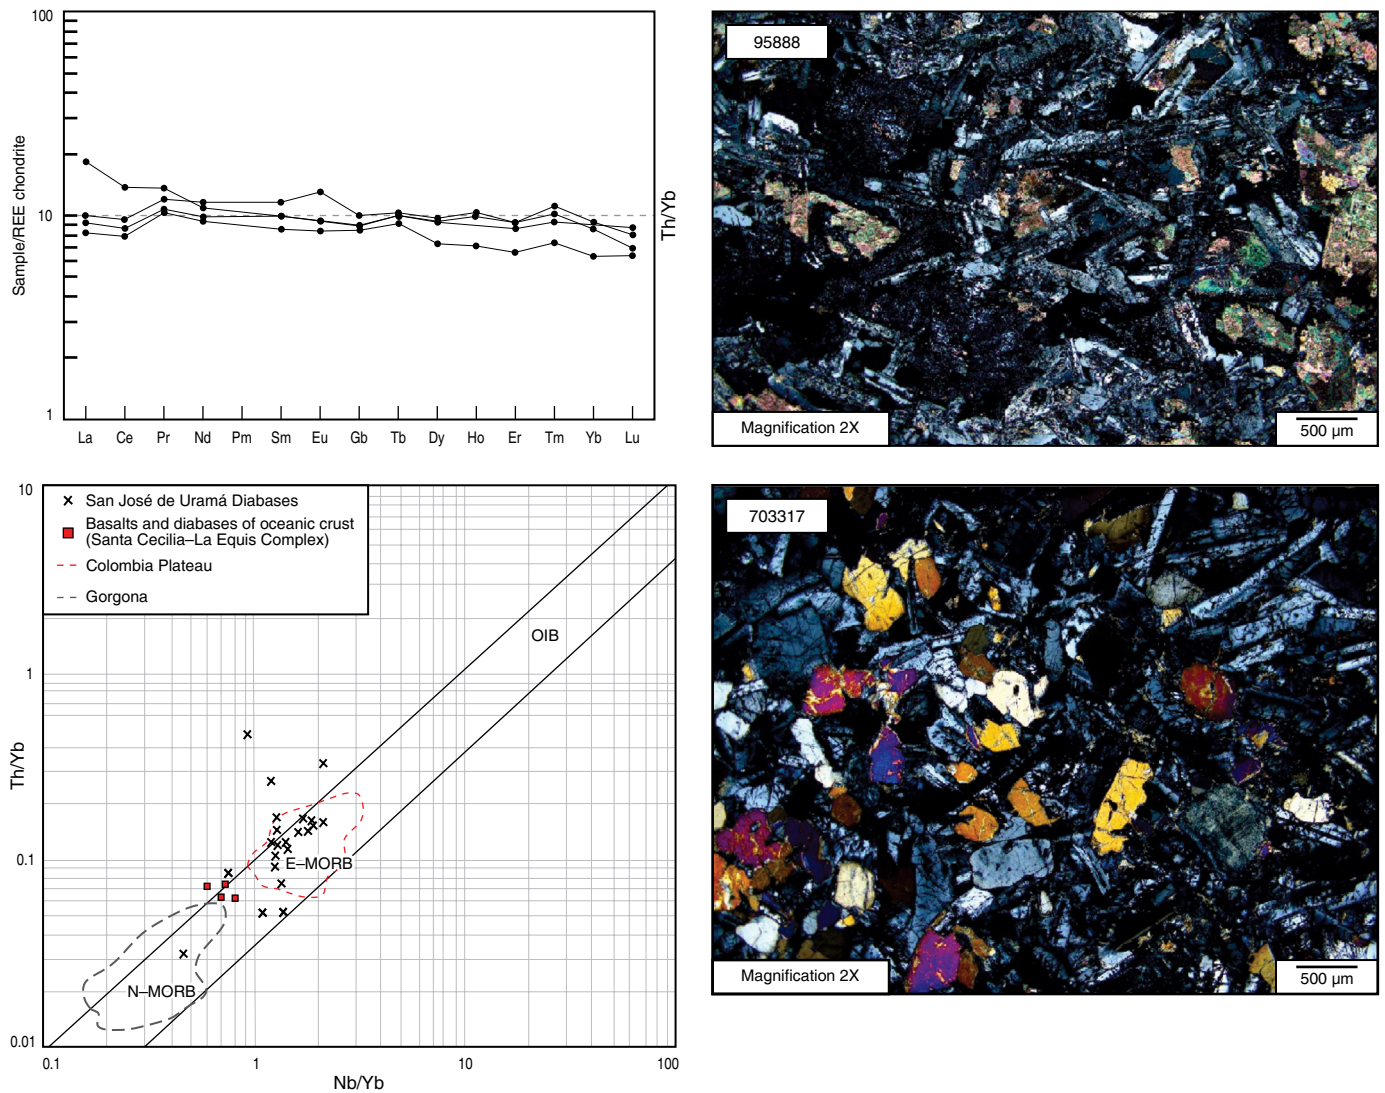 100
10
1
Sample/REE chondrite
Th/Yb
La Ce Pr Nd Pm Sm Eu Gb Tb Dy Ho Er Tm Yb Lu
95888
Magnification 2X
500 µm
10
1
0.1
0.01
Th/Yb
San José de Uramá Diabases
Basalts and diabases of oceanic crust
(Santa Cecilia–La Equis Complex)
Colombia Plateau
Gorgona
OIB
E–MORB
N–MORB
0.1 1 10 100
Nb/Yb
703317
Magnification 2X
500 µm